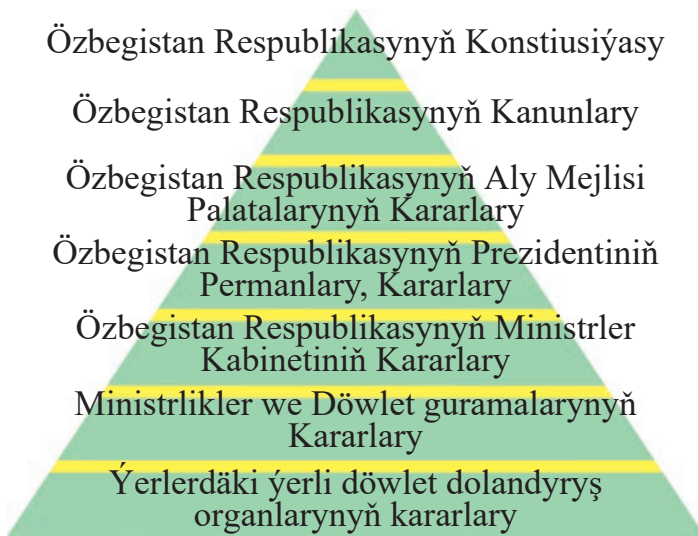 Özbegistan Respublikasynyň Konstiusiýasy
Özbegistan Respublikasynyň Kanunlary
Özbegistan Respublikasynyň Aly Mejlisi
Palatalarynyň Kararlary
Özbegistan Respublikasynyň Prezidentiniň
Permanlary, Kararlary
Özbegistan Respublikasynyň Ministrler
Kabinetiniň Kararlary
Ministrlikler we Döwlet guramalarynyň
Kararlary
Ýerlerdäki ýerli döwlet dolandyryş
organlarynyň kararlary